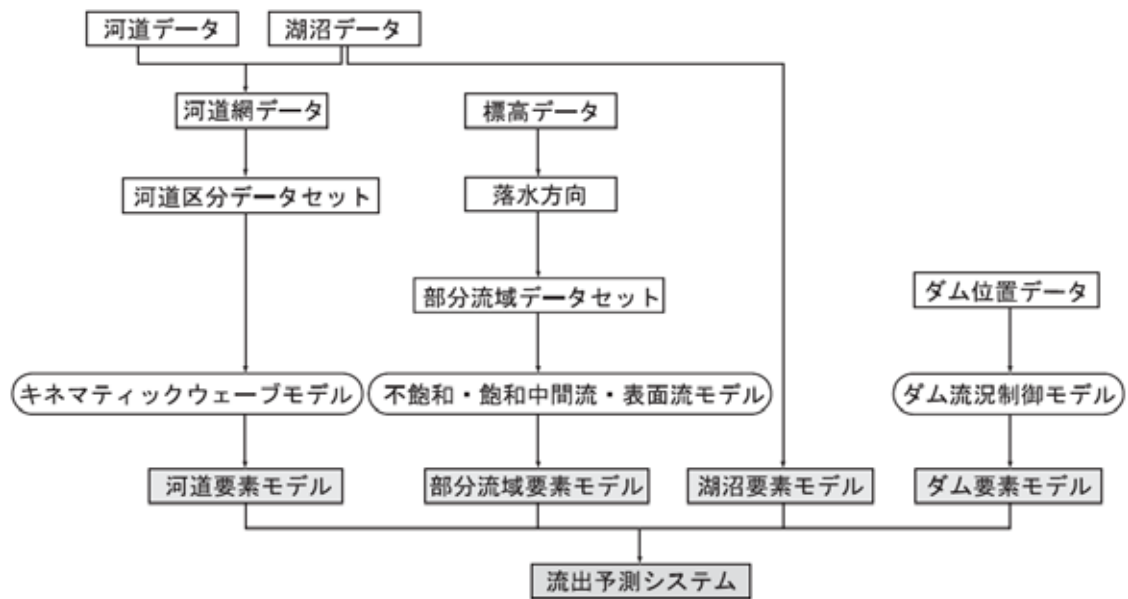 河道データ
湖沼データ
河道網データ
標高データ
河道区分データセット
落水方向
部分流域データセット
ダム位置データ
キネマティックウェーブモデル
不飽和・飽和中間流・表面流モデル
ダム流況制御モデル
河道要素モデル
部分流域要素モデル
湖沼要素モデル
ダム要素モデル
流出予測システム